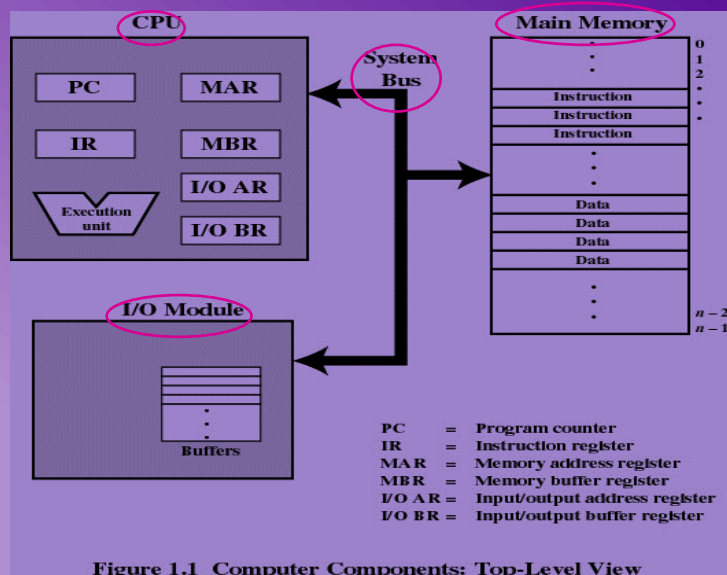 CPU
PC
MAR
IR
MBR
I/O AR
Execution
unit
I/O BR
System
Bus
Main Memory
0
1
2
Instruction
Instruction
Instruction
Data
Data
Data
Data
n – 2
n – 1
I/O Module
Buffers
PC = Program counter
IR = Instruction register
MAR = Memory address register
MBR = Memory buffer register
I/O AR = Input/output address register
I/O BR = Input/output buffer register
Figure 1.1 Computer Components: Top-Level View